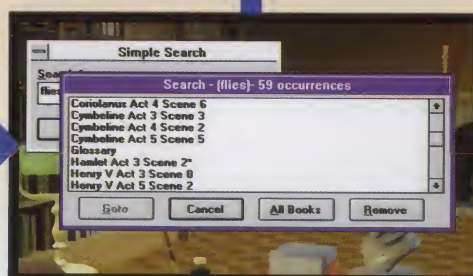 Simple Search
Search - (flies)- 59 occurrences
Coriolanus Act 4 Scene 6
Cymbeline Act 3 Scene 3
Cymbeline Act 4 Scene 2
Cymbeline Act 5 Scene 5
Glossary
Hamlet Act 3 Scene 2*
Henry V Act 3 Scene 0
Henry V Act 5 Scene 2
Goto Cancel All Books Remove